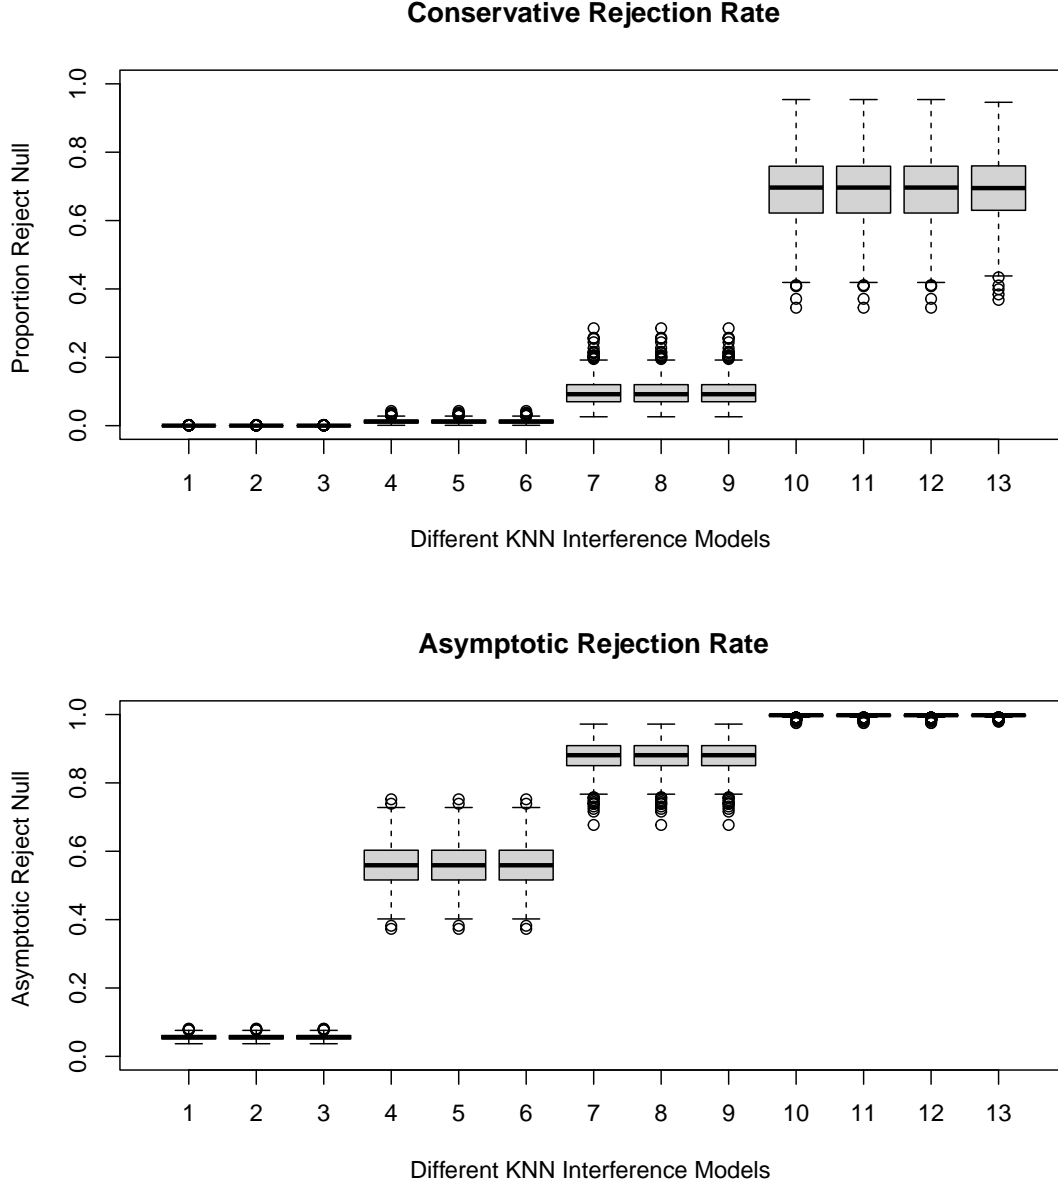 Conservative Rejection Rate
Proportion Reject Null
1.0
0.8
0.6
0.4
0.2
0.0
1 2 3 4 5 6 7 8 9 10 11 12 13
Different KNN Interference Models
Asymptotic Rejection Rate
Asymptotic Reject Null
1.0
0.8
0.6
0.4
0.2
0.0
1 2 3 4 5 6 7 8 9 10 11 12 13
Different KNN Interference Models